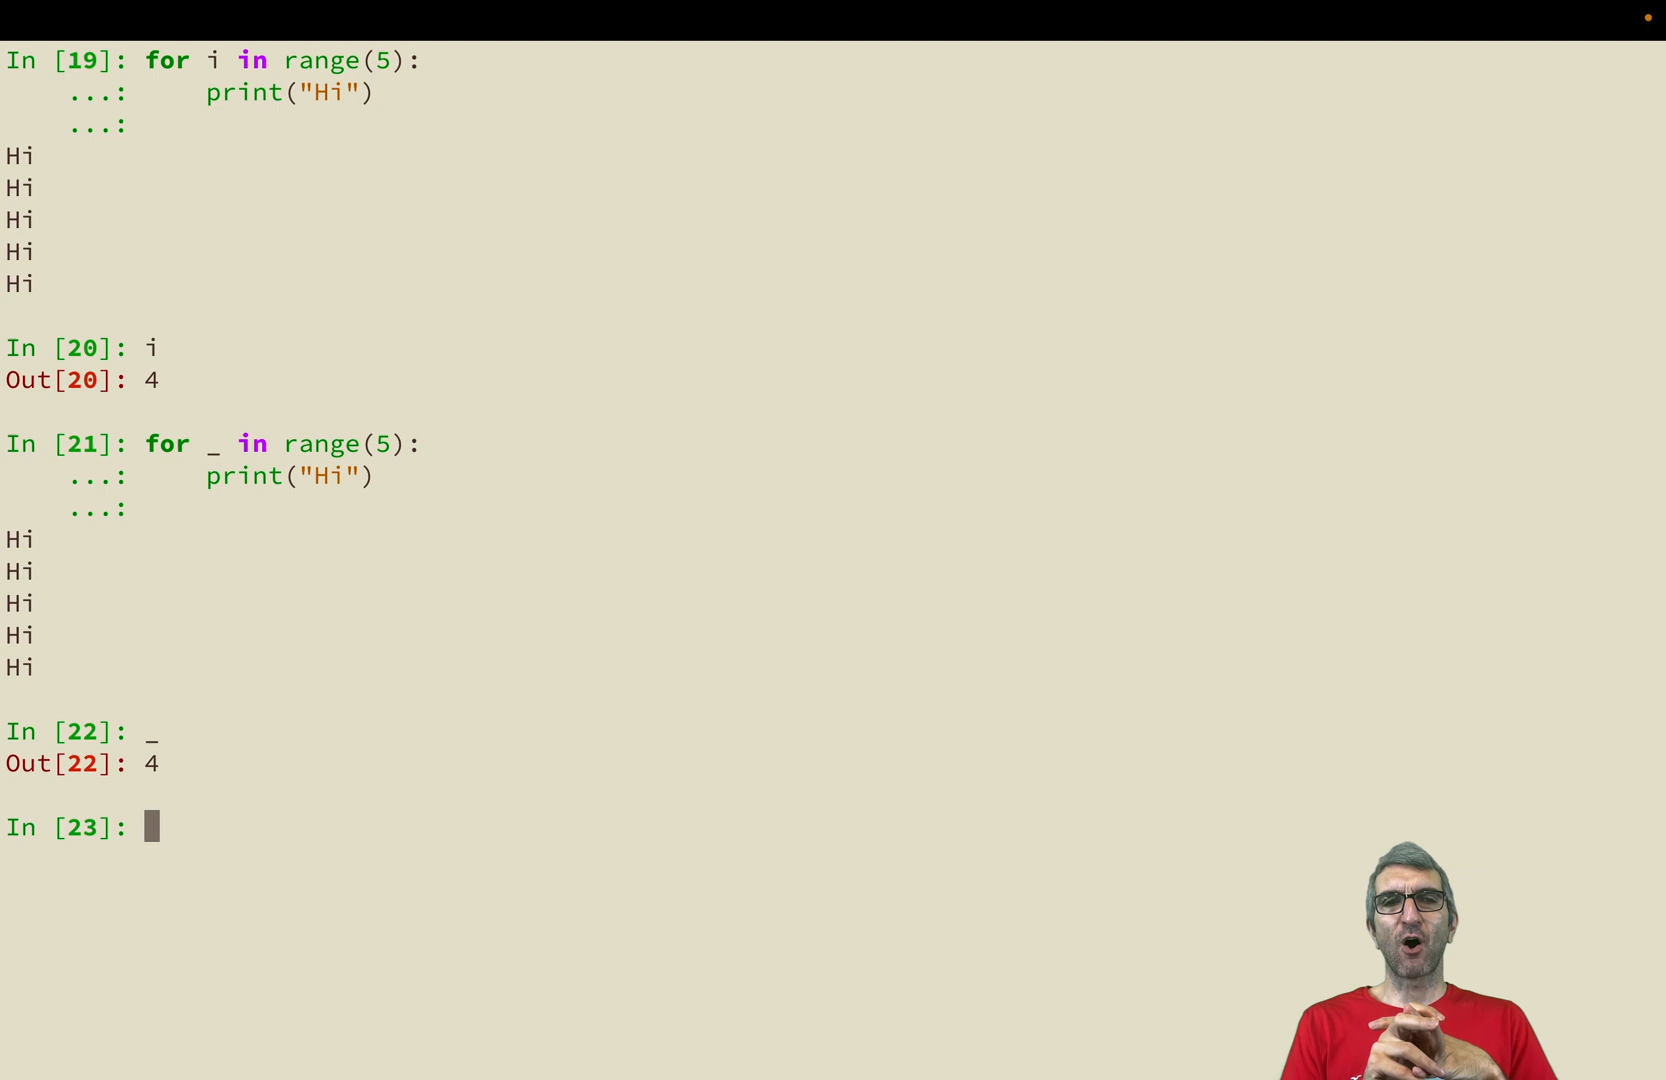 In [19]: for i in range(5):
    ...:     print("Hi")
    ...:
Hi
Hi
Hi
Hi
Hi
In [20]: i
Out[20]: 4
In [21]: for _ in range(5):
    ...:     print("Hi")
    ...:
Hi
Hi
Hi
Hi
Hi
In [22]: _
Out[22]: 4
In [23]: